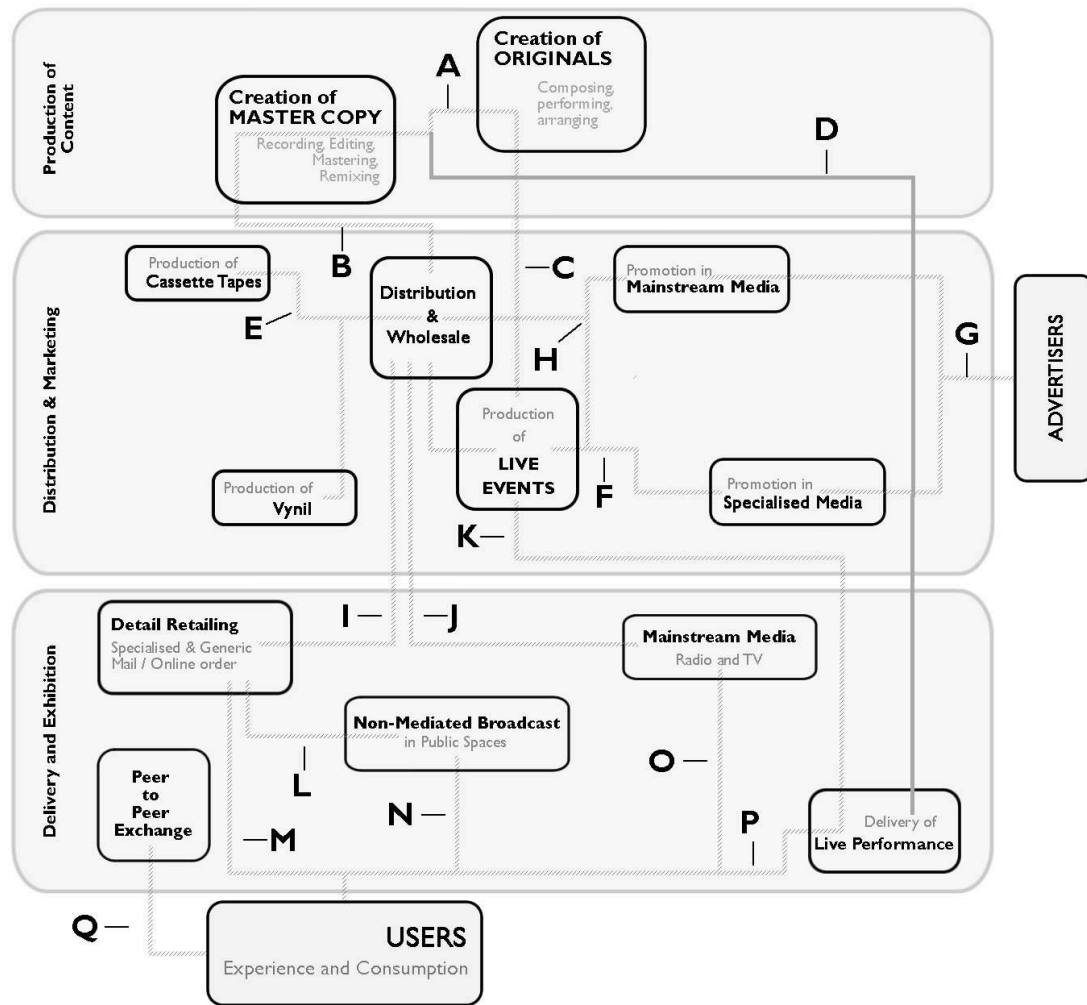 Production of
Content
Creation of
ORIGINALS
Composing,
performing,
arranging
A
Creation of
MASTER COPY
Recording, Editing,
Mastering,
Remixing
D
Distribution & Marketing
B
C
Production of
Cassette Tapes
E
Distribution
&
Wholesale
H
Promotion in
Mainstream Media
G
ADVERTISERS
Production
of
LIVE
EVENTS
F
Production of
Vynil
Promotion in
Specialised Media
K
Delivery and Exhibition
Detail Retailing
Specialised & Generic
Mail / Online order
I
J
Mainstream Media
Radio and TV
Non-Mediated Broadcast
in Public Spaces
L
O
Peer
to
Peer
Exchange
M
N
P
Delivery of
Live Performance
Q
USERS
Experience and Consumption